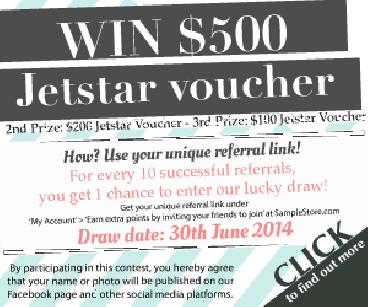 WIN $500
Jetstar voucher
2nd Prize: $200 Jetstar Voucher - 3rd Prize: $100 Jetster Voucher
How? Use your unique referral link!
For every 10 successful referrals,
you get 1 chance to enter our lucky draw!
Get your unique referral link under
'My Account' > 'Earn extra points by inviting your friends to join' at SampleStore.com
Draw date: 30th June 2014
By participating in this contest, you hereby agree
that your name or photo will be published on our
Facebook page and other social media platforms.
CLICK
to find out more